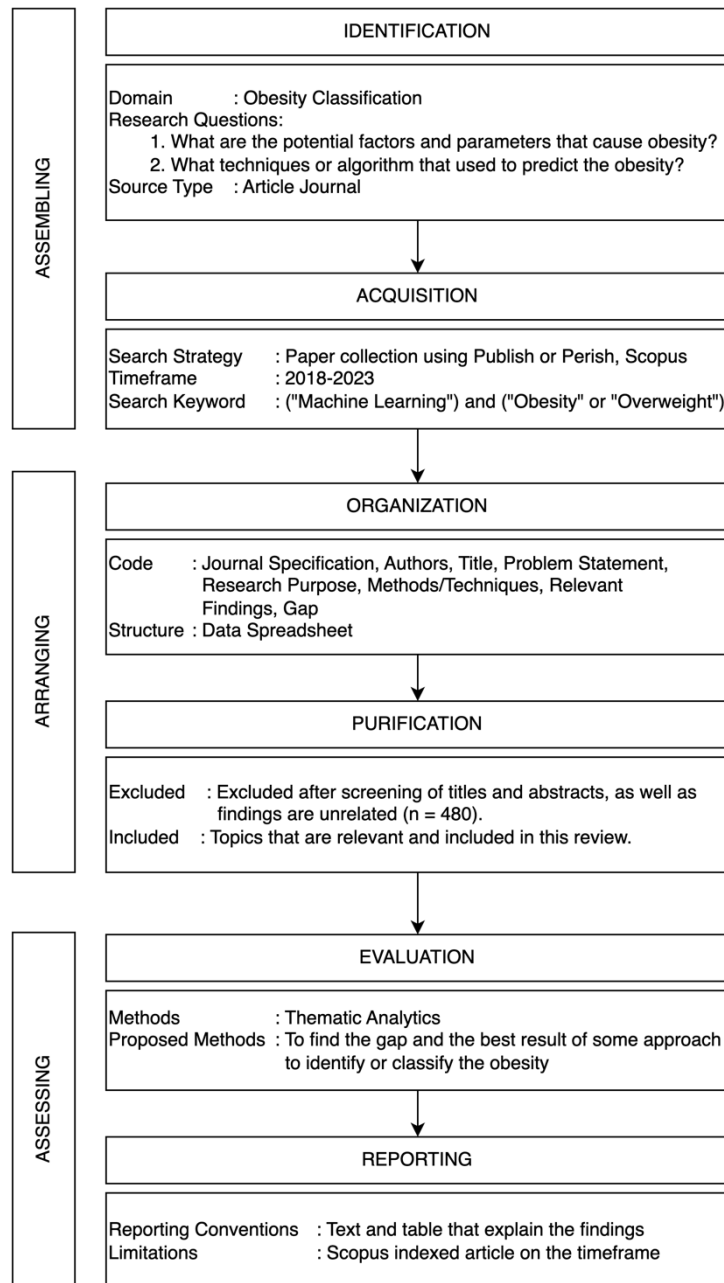 ASSEMBLING
IDENTIFICATION
Domain : Obesity Classification
Research Questions:
1. What are the potential factors and parameters that cause obesity?
2. What techniques or algorithm that used to predict the obesity?
Source Type : Article Journal
ACQUISITION
Search Strategy : Paper collection using Publish or Perish, Scopus
Timeframe : 2018-2023
Search Keyword : ("Machine Learning") and ("Obesity" or "Overweight")
ARRANGING
ORGANIZATION
Code : Journal Specification, Authors, Title, Problem Statement,
Research Purpose, Methods/Techniques, Relevant
Findings, Gap
Structure : Data Spreadsheet
PURIFICATION
Excluded : Excluded after screening of titles and abstracts, as well as
findings are unrelated (n = 480).
Included : Topics that are relevant and included in this review.
ASSESSING
EVALUATION
Methods : Thematic Analytics
Proposed Methods : To find the gap and the best result of some approach
to identify or classify the obesity
REPORTING
Reporting Conventions : Text and table that explain the findings
Limitations : Scopus indexed article on the timeframe